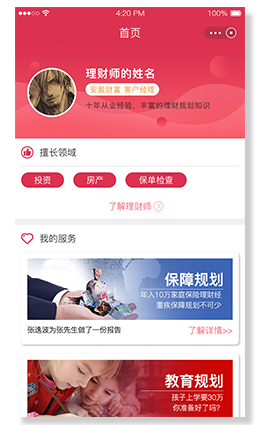 4:20 PM
100%
首页
理财师的姓名
安盈财富 客户经理
十年从业经验，丰富的理财规划知识
擅长领域
投资 房产 保单检查
了解理财师
我的服务
保障规划
年入10万家庭保险理财经
重疾保障规划不可少
张逸波为张先生做了一份报告
了解详情>>
教育规划
孩子上学要30万
你准备好了吗?